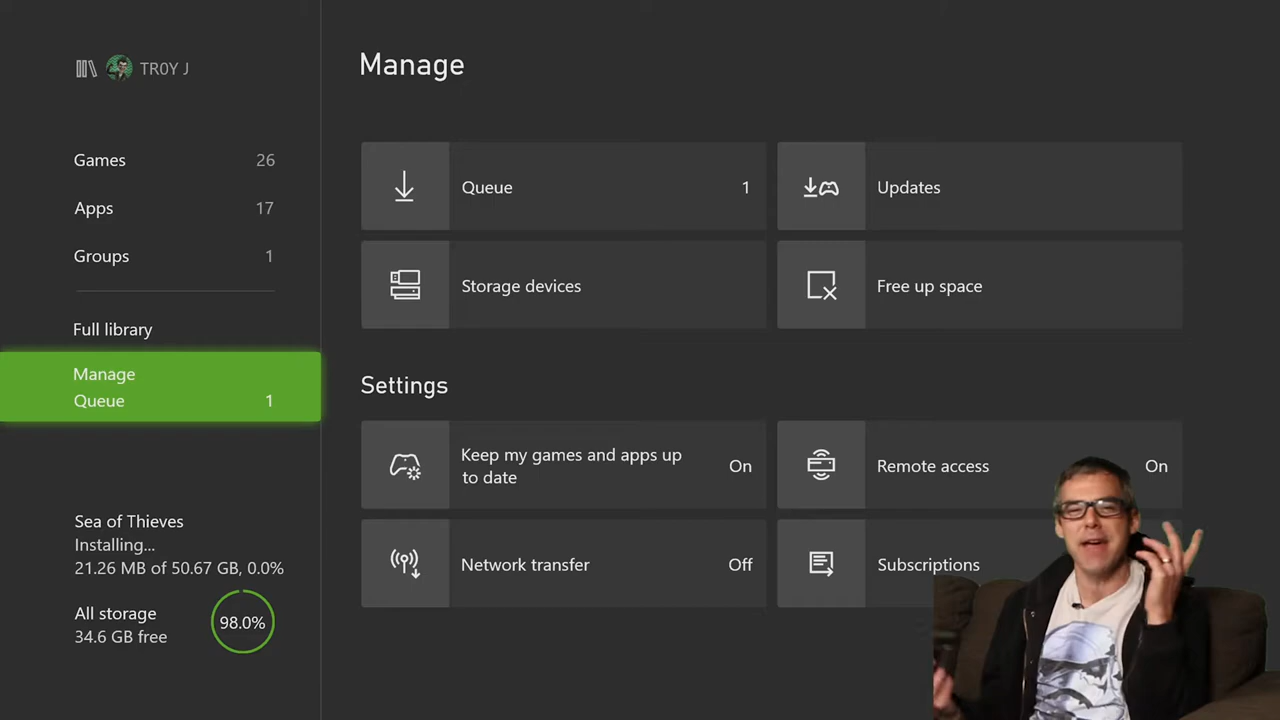 TR0Y J
Games 26
Apps 17
Groups 1
Full library
Manage
Queue 1
Sea of Thieves
Installing...
21.26 MB of 50.67 GB, 0.0%
All storage
34.6 GB free
98.0%
Manage
Queue 1
Updates
Storage devices
Free up space
Settings
Keep my games and apps up
to date
On
Remote access On
Network transfer Off
Subscriptions